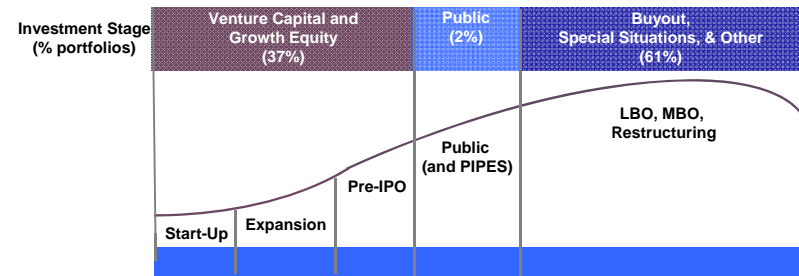 Investment Stage
(% portfolios)
Venture Capital and
Growth Equity
(37%)
Public
(2%)
Buyout,
Special Situations, & Other
(61%)
Start-Up
Expansion
Pre-IPO
Public
(and PIPES)
LBO, MBO,
Restructuring